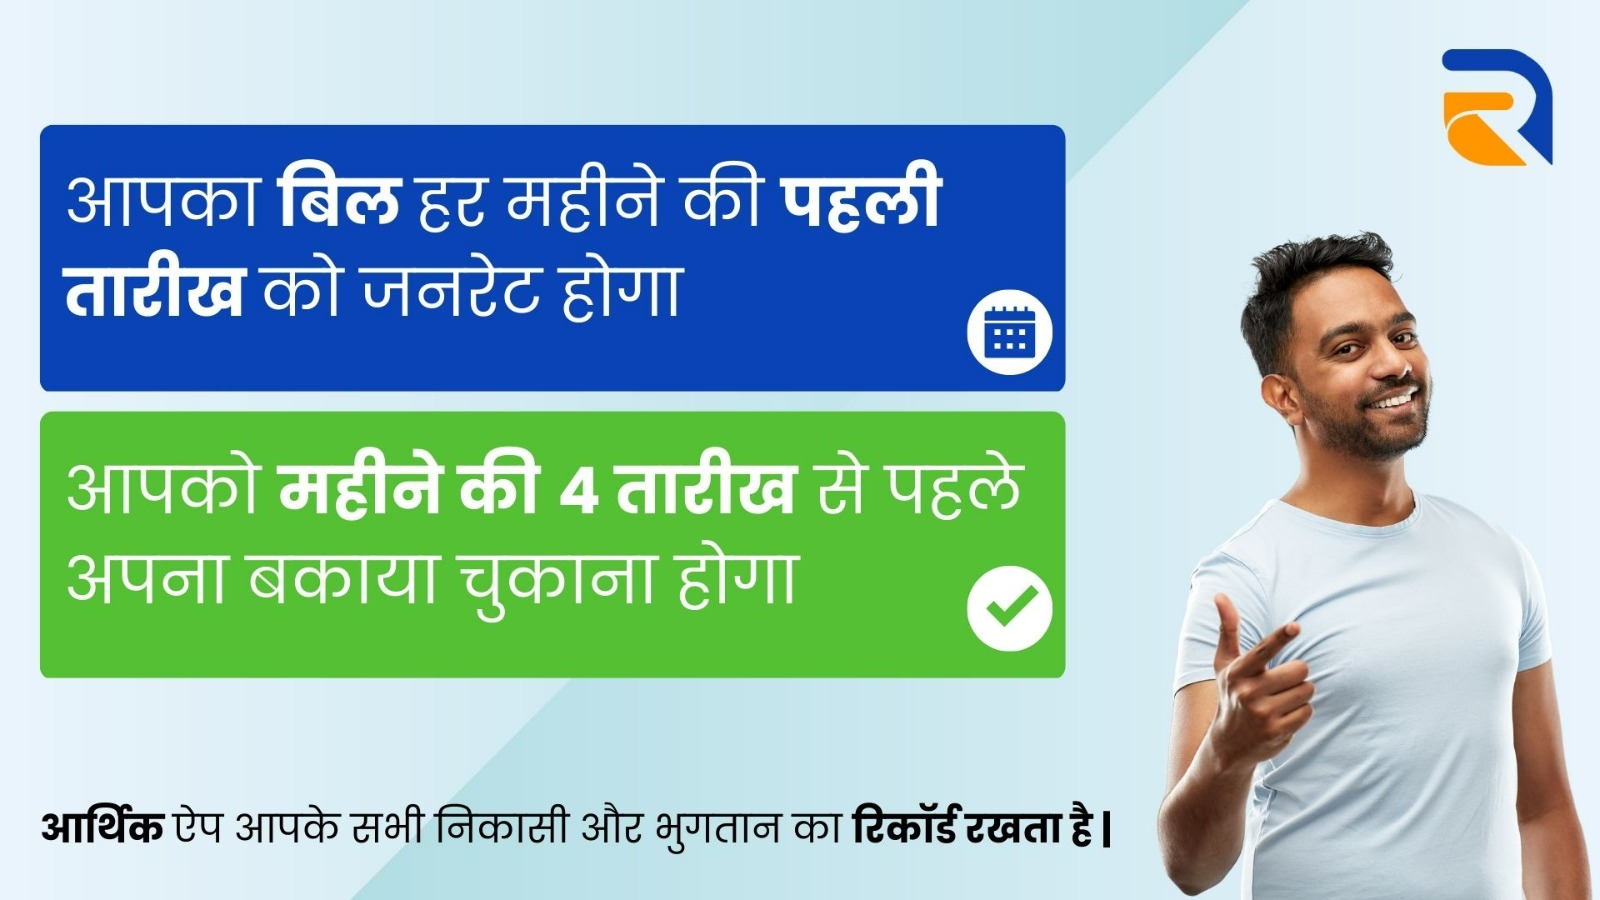 आपका बिल हर महीने की पहली
तारीख को जनरेट होगा
आपको महीने की 4 तारीख से पहले
अपना बकाया चुकाना होगा
आर्थिक ऐप आपके सभी निकासी और भुगतान का रिकॉर्ड रखता है |